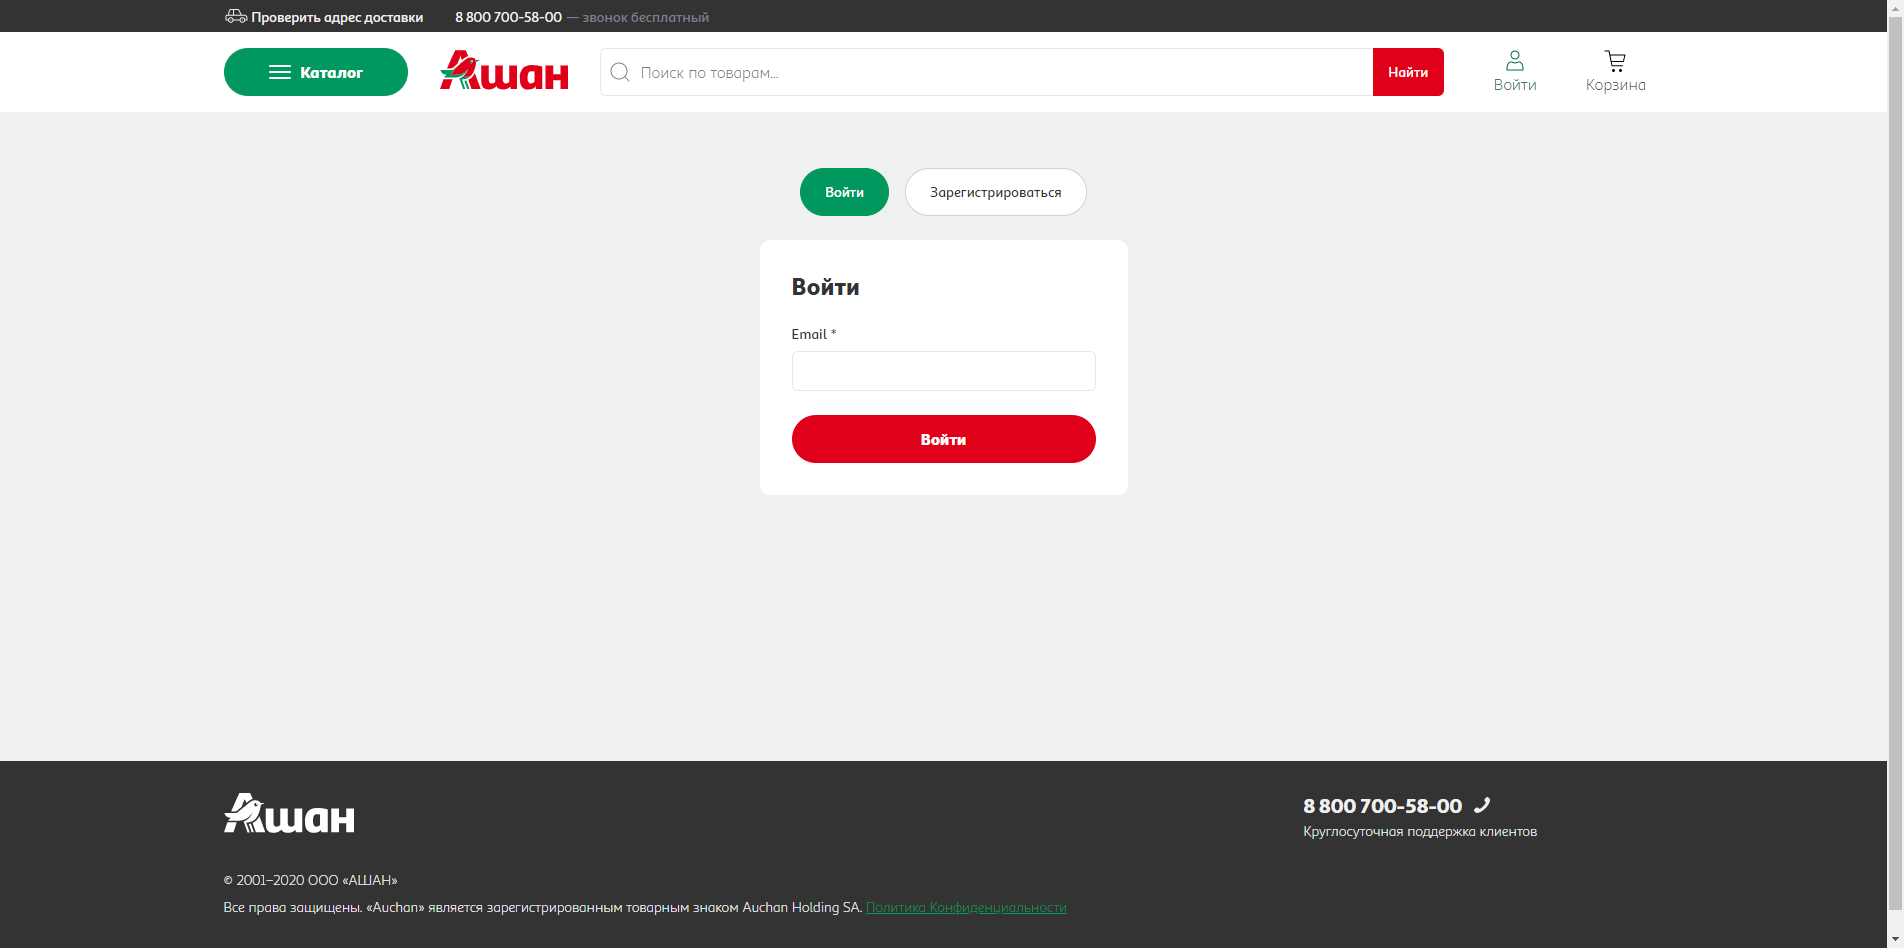 Проверить адрес доставки 8 800 700-58-00 — звонок бесплатный
Каталог Ашан Поиск по товарам... Найти Войти Корзина
Войти Зарегистрироваться
Войти
Email *
Войти
Ашан
8 800 700-58-00
Круглосуточная поддержка клиентов
© 2001–2020 ООО «АШАН»
Все права защищены. «Auchan» является зарегистрированным товарным знаком Auchan Holding SA. Политика Конфиденциальности